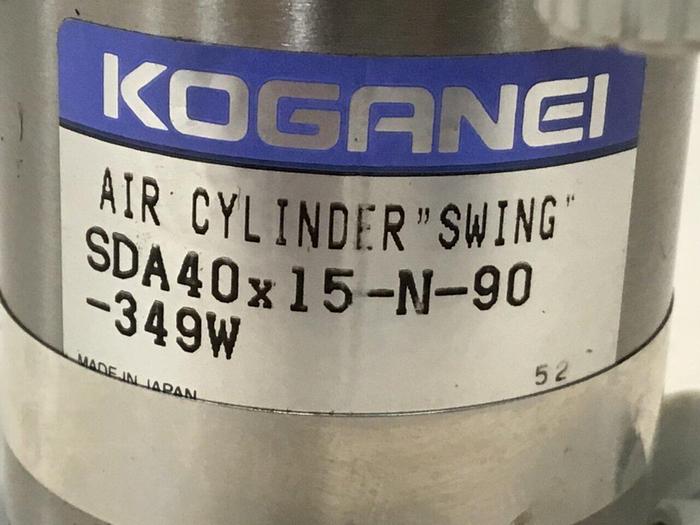 KOGANEI
AIR CYLINDER "SWING"
SDA40x15-N-90
-349W
MADE IN JAPAN
52